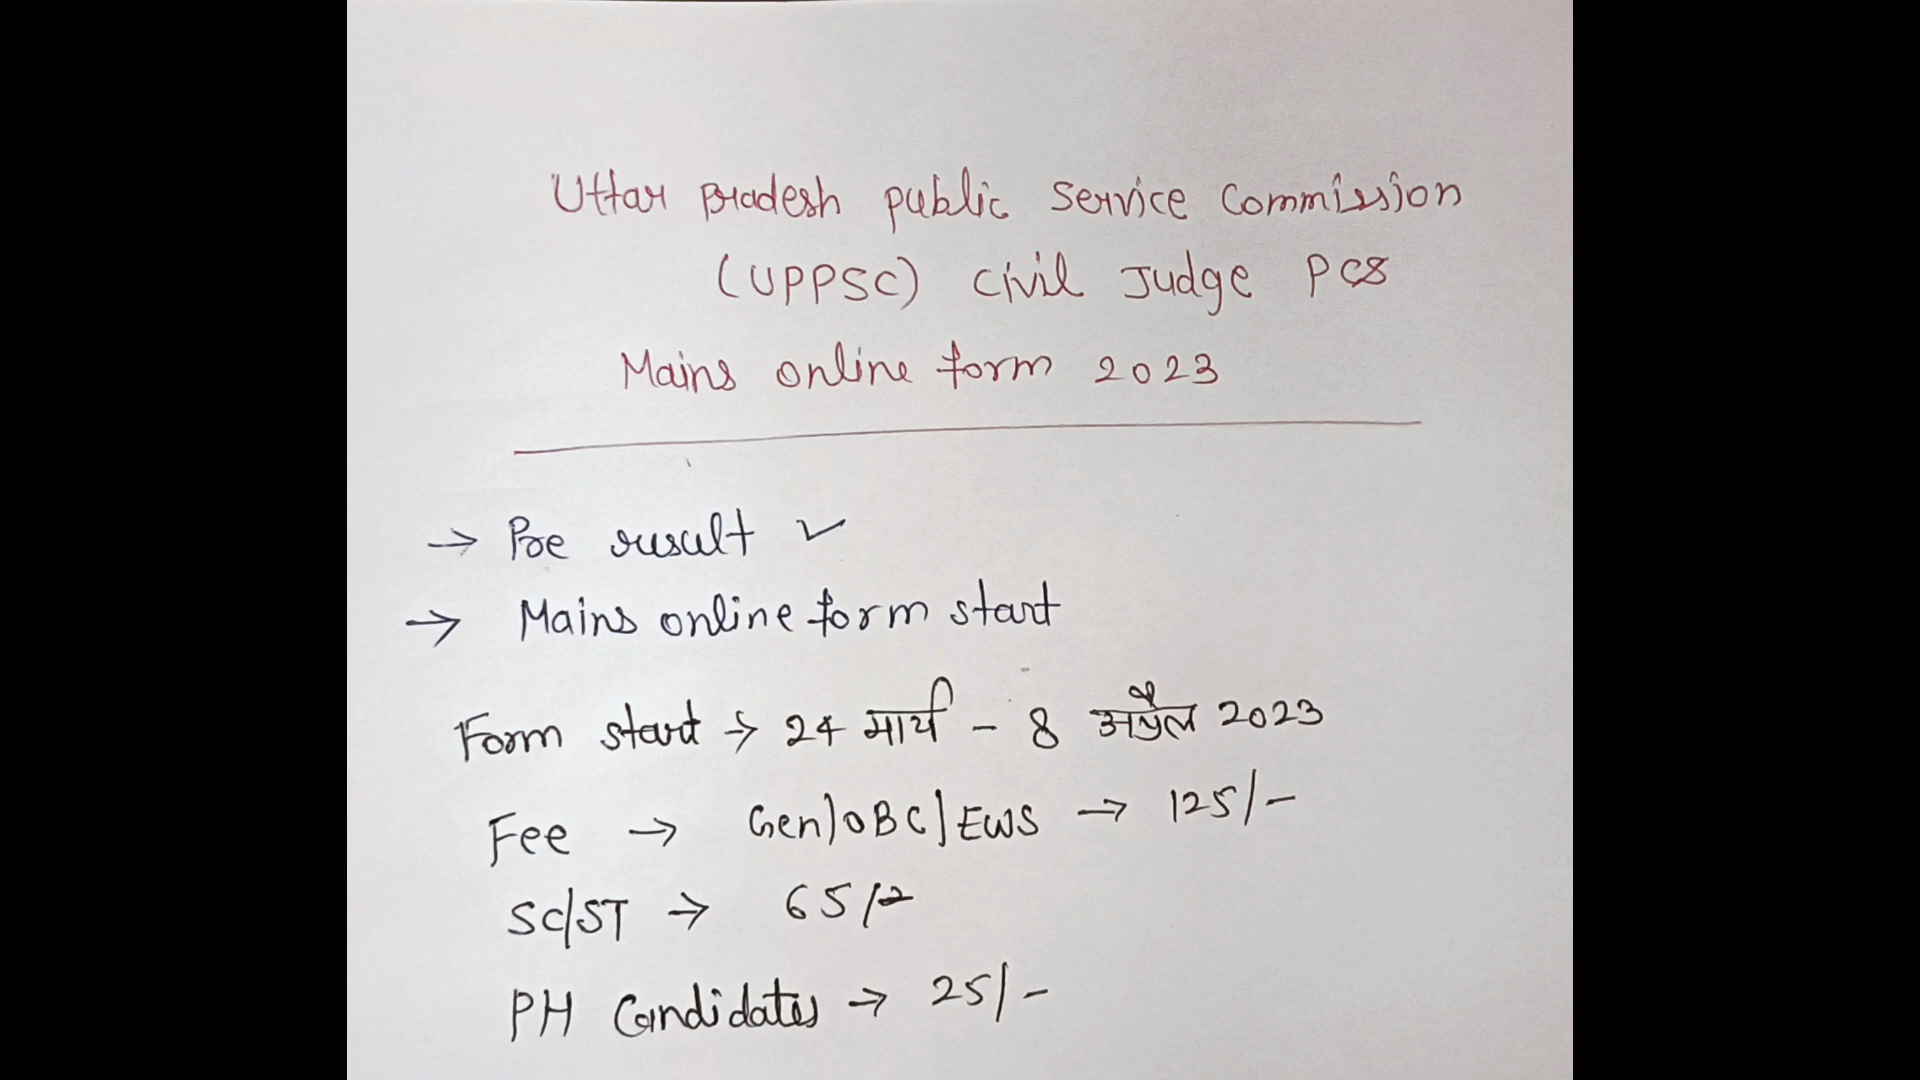 Uttar Pradesh public Service Commission
(UPPSC) Civil Judge PCS
Mains online form 2023
→ Pre result ✓
→ Mains online form start
Form start → 24 मार्च - 8 अप्रैल 2023
Fee → Gen/OBC/EWS → 125/-
SC/ST → 65/-
PH Candidates → 25/-